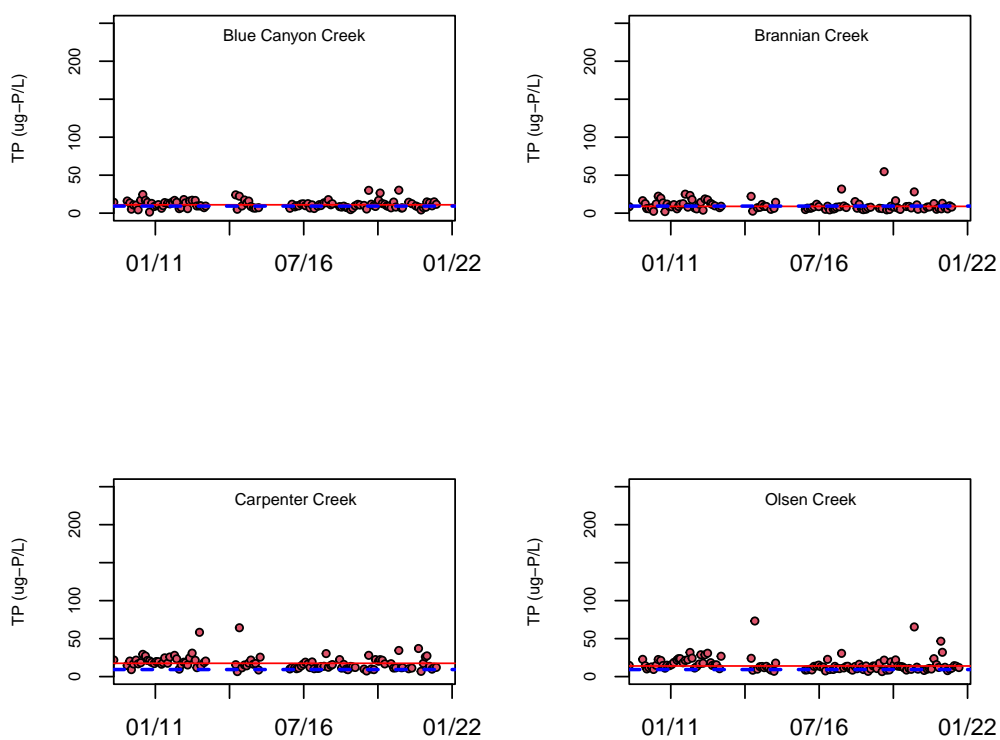 Blue Canyon Creek
TP (ug−P/L)
0 50 100 200
01/11 07/16 01/22
Brannian Creek
TP (ug−P/L)
0 50 100 200
01/11 07/16 01/22
Carpenter Creek
TP (ug−P/L)
0 50 100 200
01/11 07/16 01/22
Olsen Creek
TP (ug−P/L)
0 50 100 200
01/11 07/16 01/22